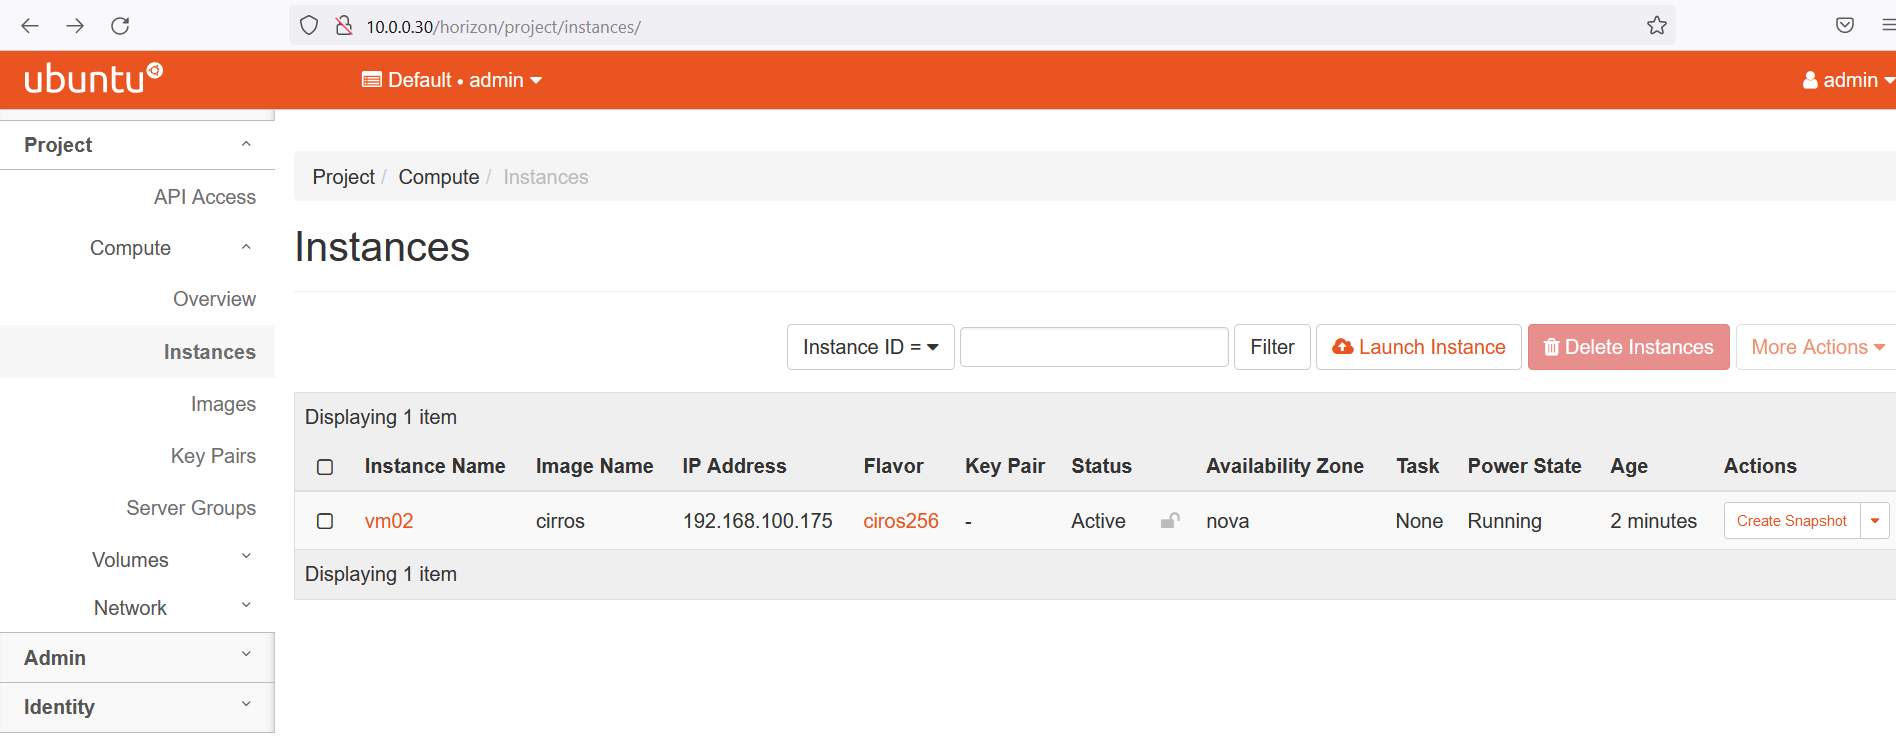 10.0.0.30/horizon/project/instances/
ubuntu Default • admin admin
Project
API Access
Compute
Overview
Instances
Images
Key Pairs
Server Groups
Volumes
Network
Admin
Identity
Project / Compute / Instances
Instances
Instance ID = Filter Launch Instance Delete Instances More Actions
Displaying 1 item
Instance Name Image Name IP Address Flavor Key Pair Status Availability Zone Task Power State Age Actions
vm02 cirros 192.168.100.175 ciros256 - Active nova None Running 2 minutes Create Snapshot
Displaying 1 item